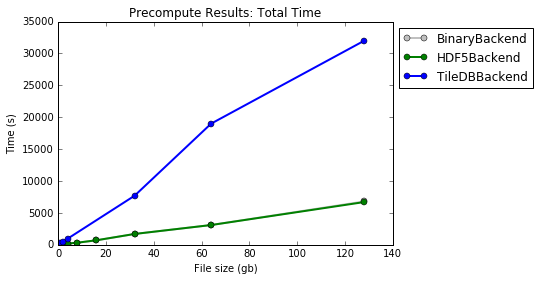 Precompute Results: Total Time
35000
30000
25000
20000
15000
10000
5000
0
Time (s)
0 20 40 60 80 100 120 140
File size (gb)
BinaryBackend
HDF5Backend
TileDBBackend